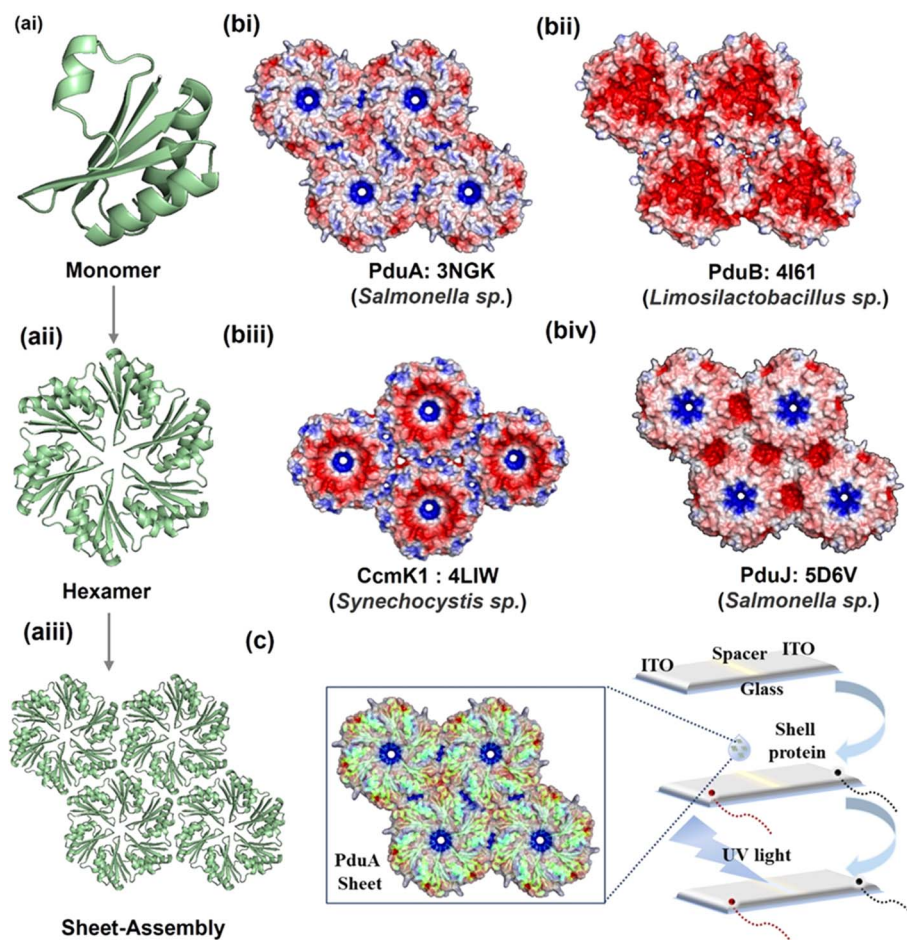 (ai)
Monomer
(aii)
Hexamer
(aiii)
Sheet-Assembly
(bi)
PduA: 3NGK
(Salmonella sp.)
(bii)
PduB: 4I61
(Limosilactobacillus sp.)
(biii)
CcmK1 : 4LIW
(Synechocystis sp.)
(biv)
PduJ: 5D6V
(Salmonella sp.)
(c)
PduA
Sheet
ITO
Spacer
ITO
Glass
Shell
protein
UV light